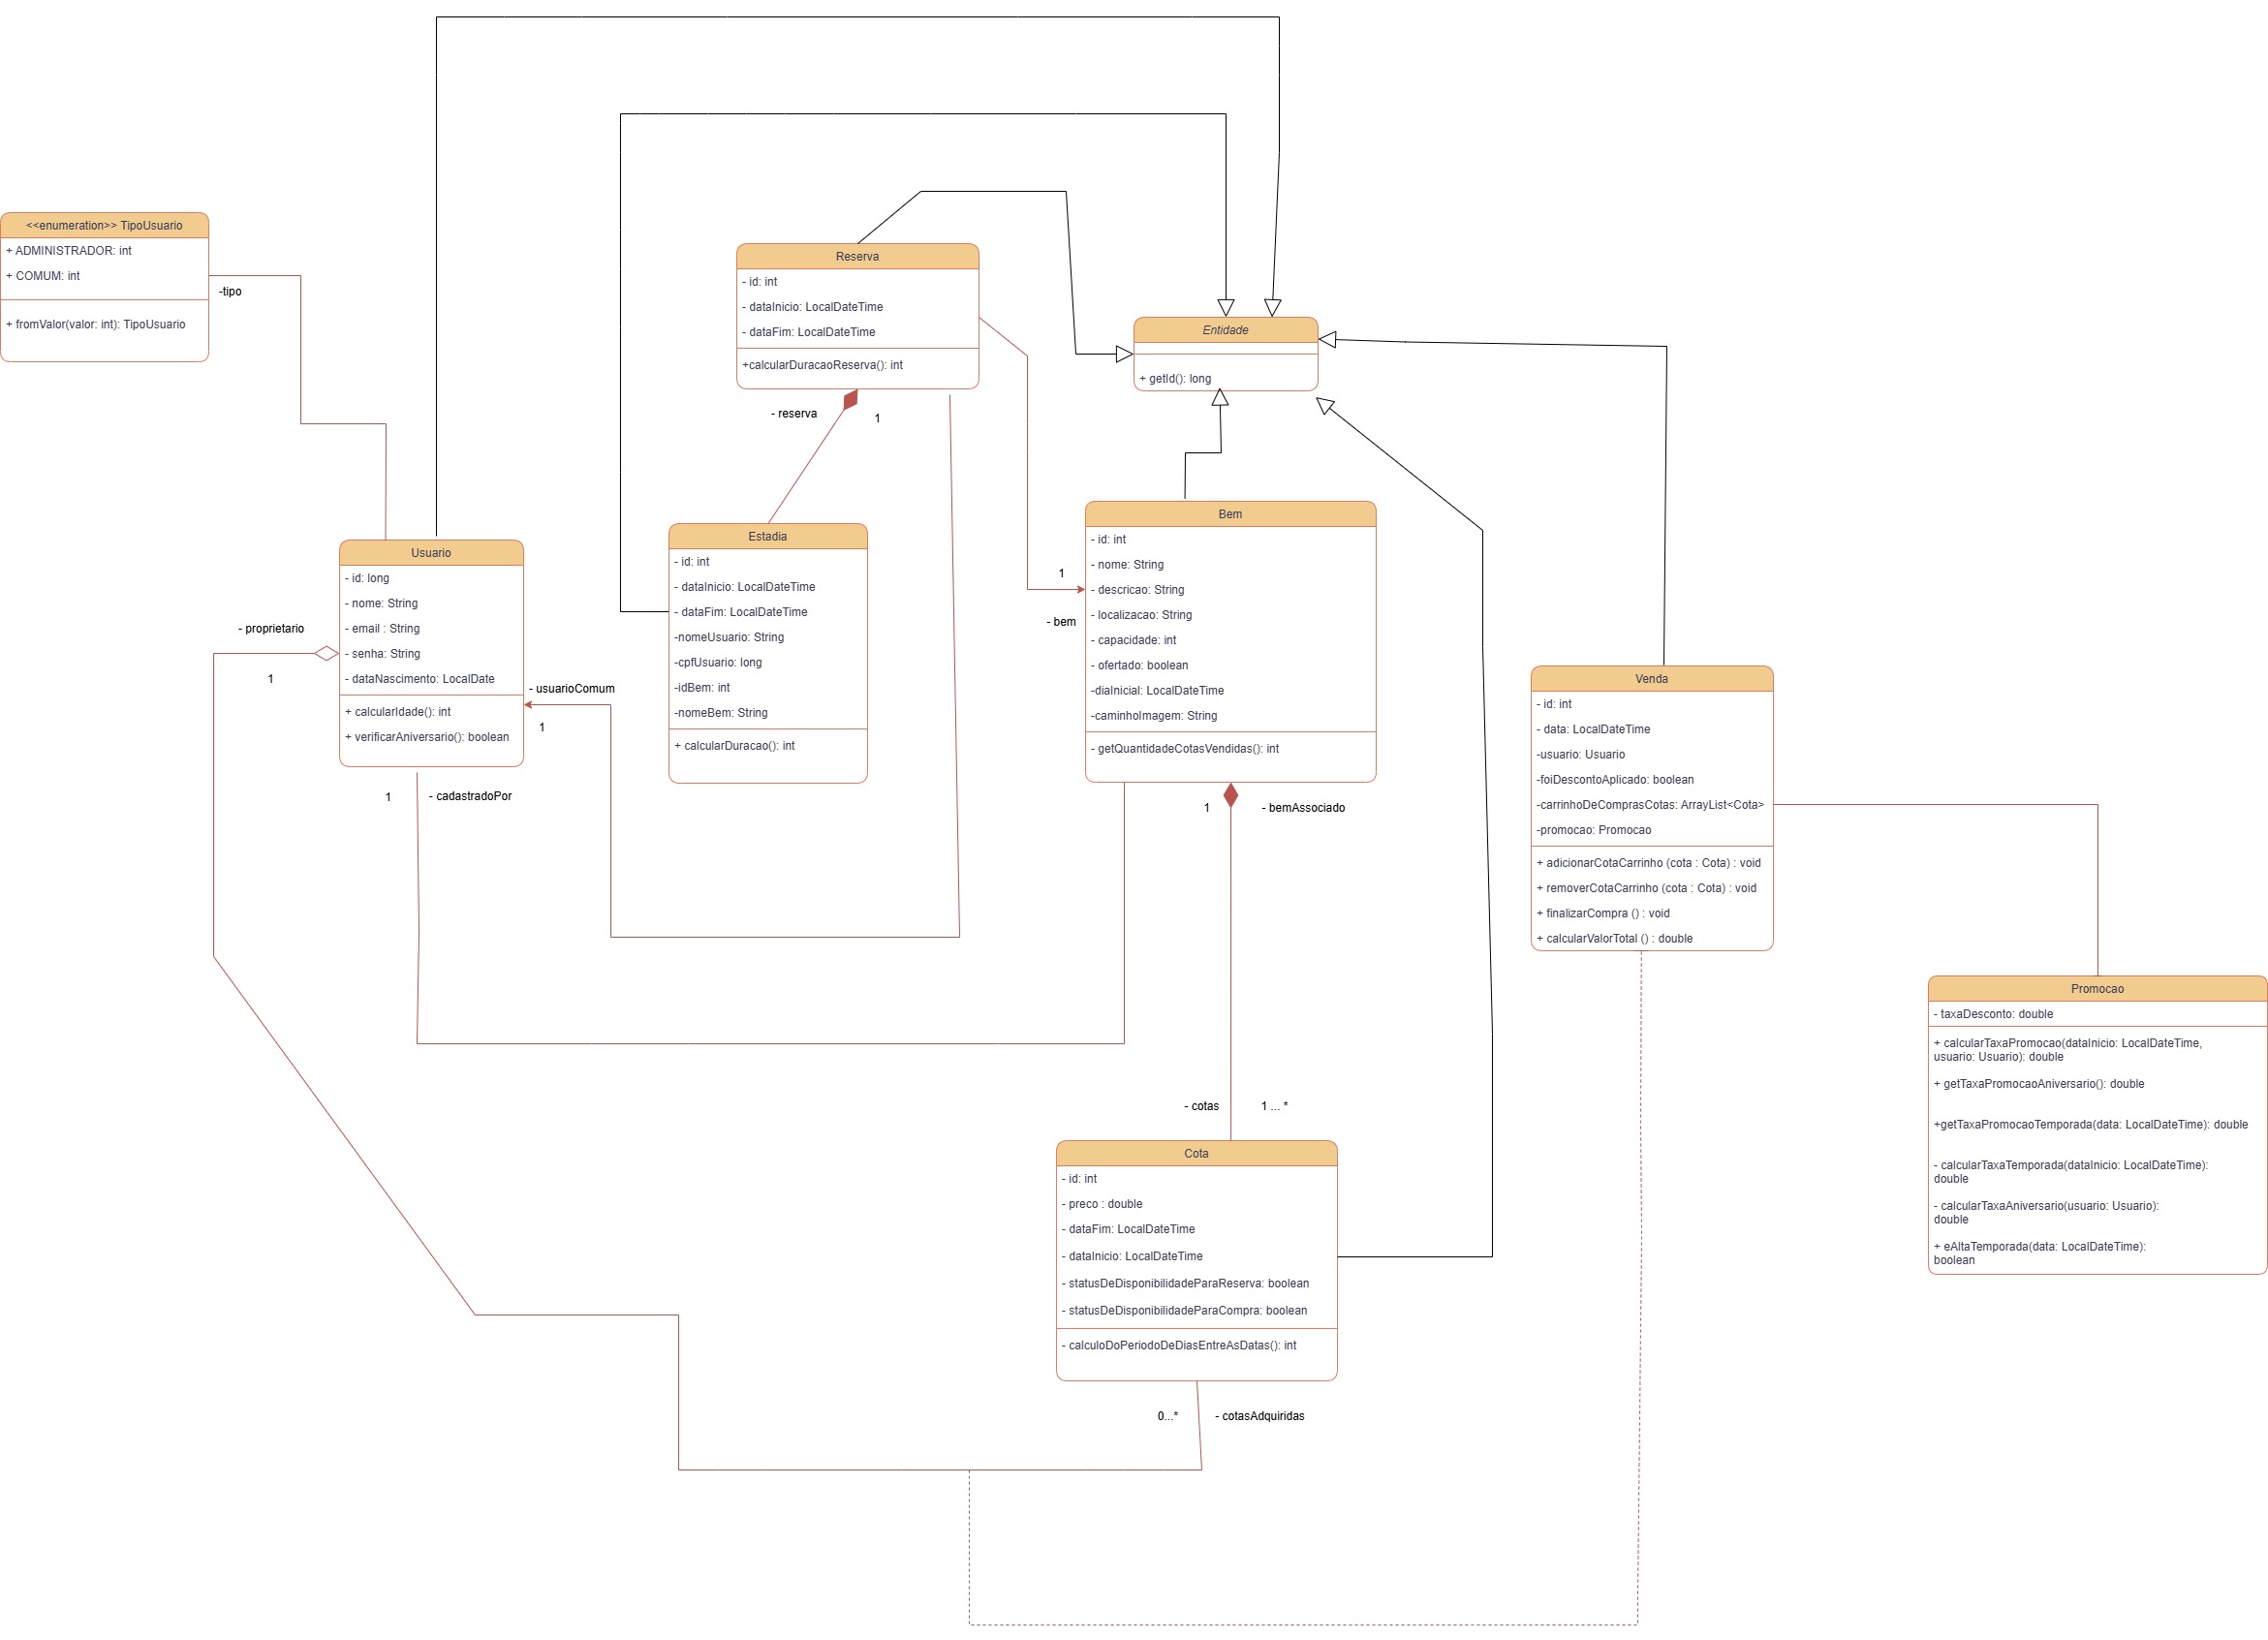 <<enumeration>> TipoUsuario
+ ADMINISTRADOR: int
+ COMUM: int
+ fromValor(valor: int): TipoUsuario
-tipo
Reserva
- id: int
- dataInicio: LocalDateTime
- dataFim: LocalDateTime
+calcularDuracaoReserva(): int
- reserva
1
Entidade
+ getId(): long
Usuario
- id: long
- nome: String
- email : String
- senha: String
- dataNascimento: LocalDate
+ calcularIdade(): int
+ verificarAniversario(): boolean
- proprietario
1
- usuarioComum
1
1
- cadastradoPor
Estadia
- id: int
- dataInicio: LocalDateTime
- dataFim: LocalDateTime
-nomeUsuario: String
-cpfUsuario: long
-idBem: int
-nomeBem: String
+ calcularDuracao(): int
1
- bem
Bem
- id: int
- nome: String
- descricao: String
- localizacao: String
- capacidade: int
- ofertado: boolean
-diaInicial: LocalDateTime
-caminhoImagem: String
- getQuantidadeCotasVendidas(): int
1
- bemAssociado
Venda
- id: int
- data: LocalDateTime
-usuario: Usuario
-foiDescontoAplicado: boolean
-carrinhoDeComprasCotas: ArrayList<Cota>
-promocao: Promocao
+ adicionarCotaCarrinho (cota : Cota) : void
+ removerCotaCarrinho (cota : Cota) : void
+ finalizarCompra () : void
+ calcularValorTotal () : double
Promocao
- taxaDesconto: double
+ calcularTaxaPromocao(dataInicio: LocalDateTime,
usuario: Usuario): double
+ getTaxaPromocaoAniversario(): double
+getTaxaPromocaoTemporada(data: LocalDateTime): double
- calcularTaxaTemporada(dataInicio: LocalDateTime):
double
- calcularTaxaAniversario(usuario: Usuario):
double
+ eAltaTemporada(data: LocalDateTime):
boolean
- cotas
1 ... *
Cota
- id: int
- preco : double
- dataFim: LocalDateTime
- dataInicio: LocalDateTime
- statusDeDisponibilidadeParaReserva: boolean
- statusDeDisponibilidadeParaCompra: boolean
- calculoDoPeriodoDeDiasEntreAsDatas(): int
0...*
- cotasAdquiridas